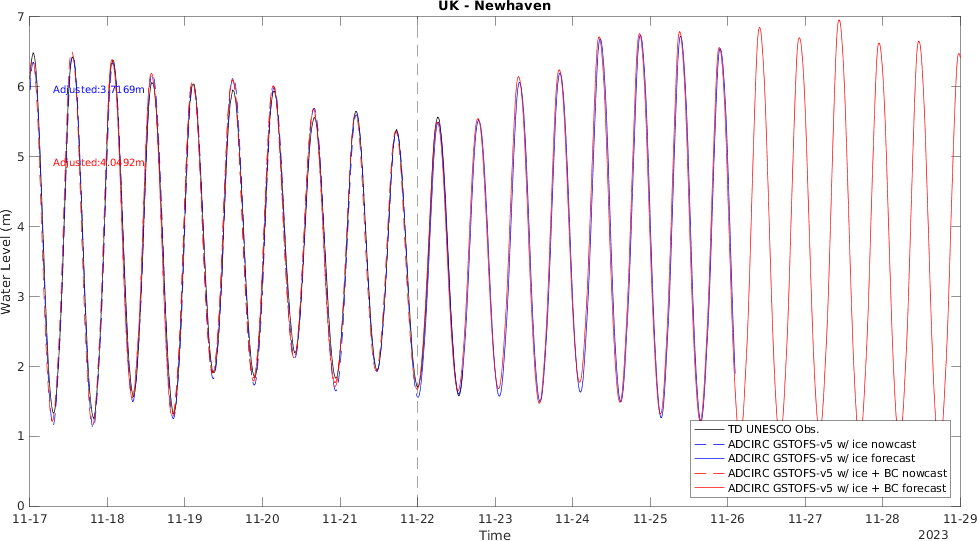 UK - Newhaven
7
6
5
4
3
2
1
0
Water Level (m)
Adjusted:3.7169m
Adjusted:4.0492m
TD UNESCO Obs.
ADCIRC GSTOFS-v5 w/ ice nowcast
ADCIRC GSTOFS-v5 w/ ice forecast
ADCIRC GSTOFS-v5 w/ ice + BC nowcast
ADCIRC GSTOFS-v5 w/ ice + BC forecast
11-17 11-18 11-19 11-20 11-21 11-22 11-23 11-24 11-25 11-26 11-27 11-28 11-29
Time
2023